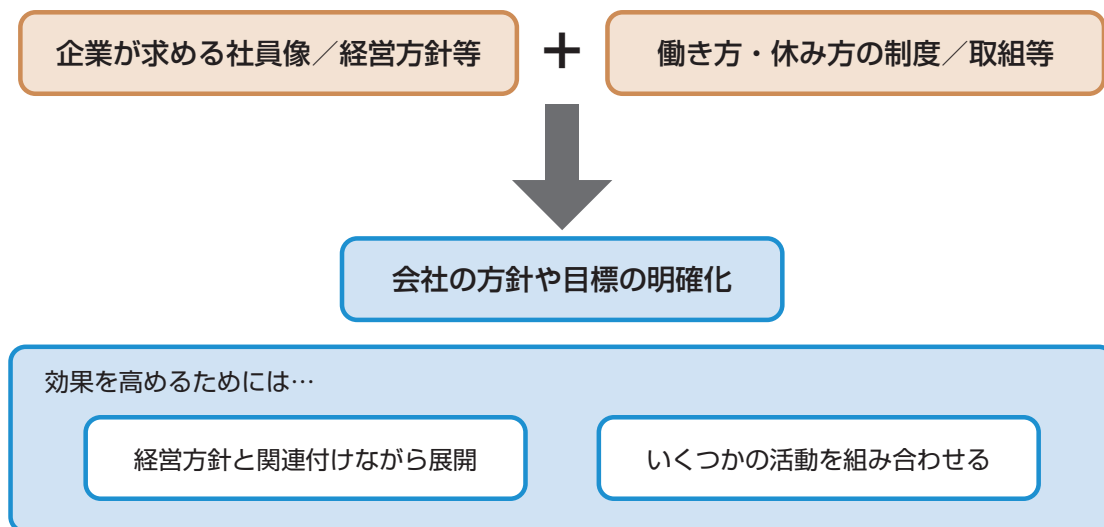 企業が求める社員像／経営方針等
＋
働き方・休み方の制度／取組等
会社の方針や目標の明確化
効果を高めるためには…
経営方針と関連付けながら展開
いくつかの活動を組み合わせる